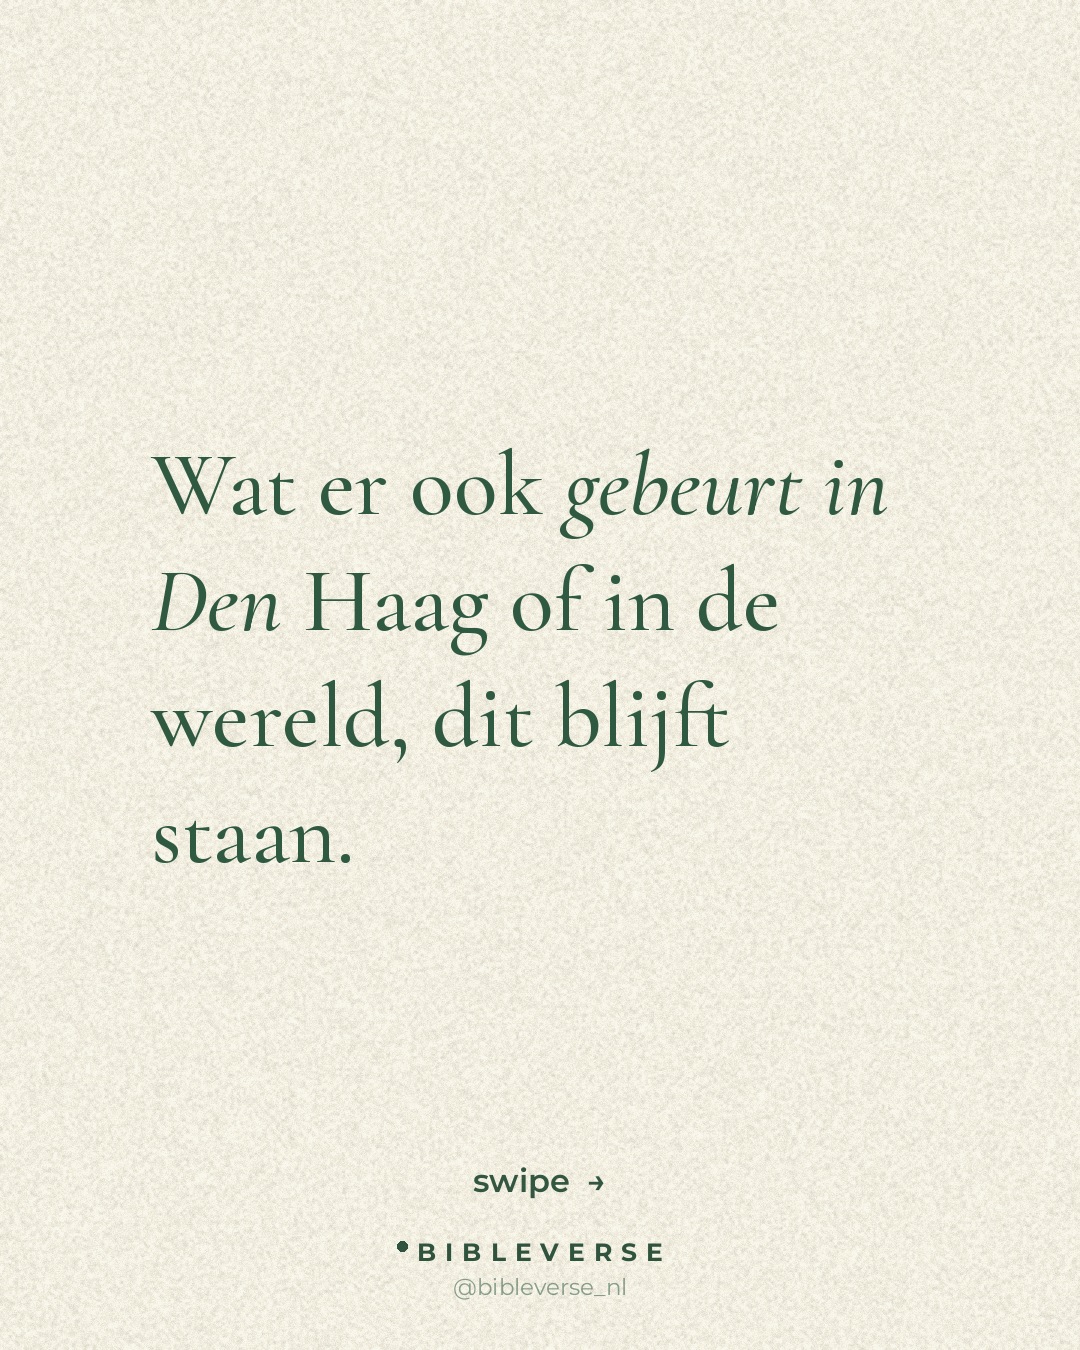 Wat er ook gebeurt in
Den Haag of in de
wereld, dit blijft
staan.
swipe →
BIBLEVERSE
@bibleverse_nl